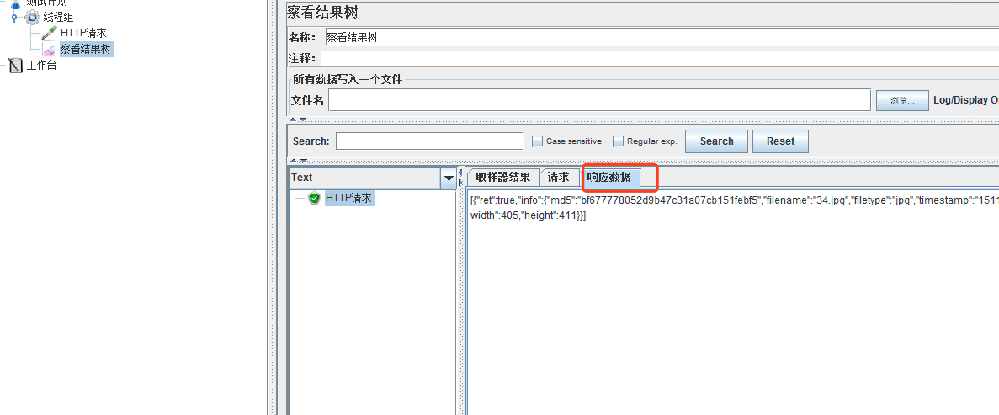 测试计划
线程组
HTTP请求
察看结果树
工作台
察看结果树
名称： 察看结果树
注释：
所有数据写入一个文件
文件名 浏览... Log/Display O
Search: Case sensitive Regular exp. Search Reset
Text
HTTP请求
取样器结果 请求 响应数据
[{"ret":true,"info":{"md5":"bf677778052d9b47c31a07cb151febf5","filename":"34.jpg","filetype":"jpg","timestamp":"1511
width":405,"height":411}}]